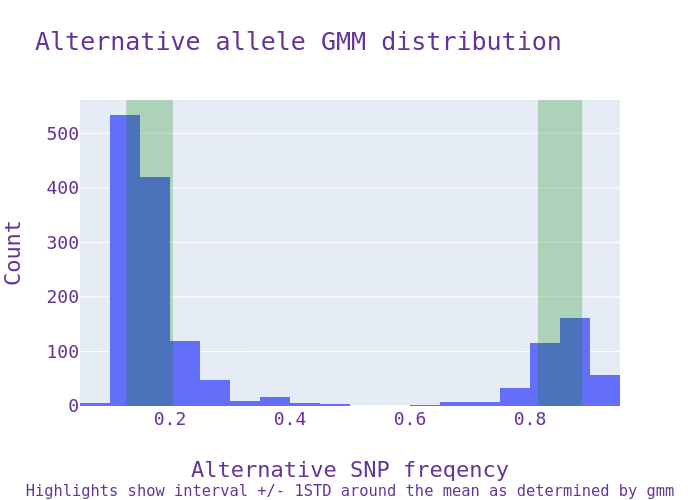 Alternative allele GMM distribution
500
400
300
200
100
0
Count
0.2 0.4 0.6 0.8
Alternative SNP freqency
Highlights show interval +/- 1STD around the mean as determined by gmm